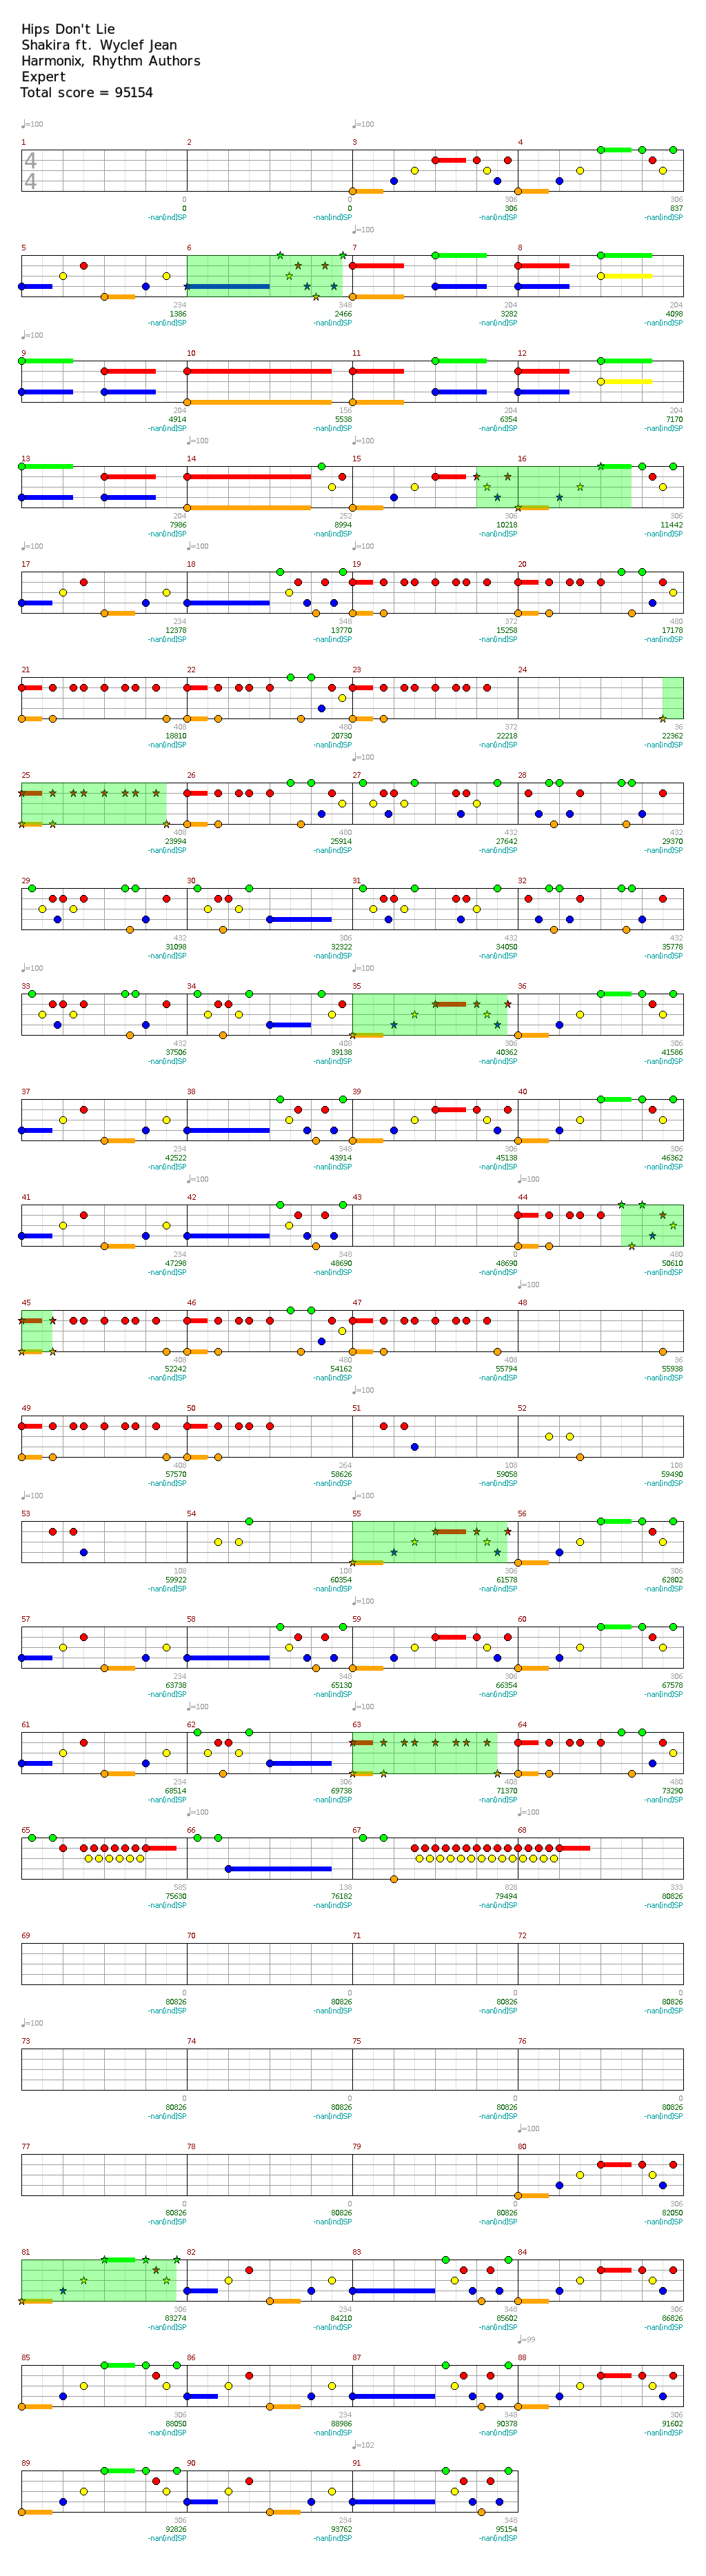 Hips Don't Lie
Shakira ft. Wyclef Jean
Harmonix, Rhythm Authors
Expert
Total score = 95154
♩=100 ♩=100
1 2 3 4
4
4
0 0 306 306
0 0 306 837
-nan(ind)SP -nan(ind)SP -nan(ind)SP -nan(ind)SP
♩=100
5 6 7 8
234 348 204 204
1386 2466 3282 4098
-nan(ind)SP -nan(ind)SP -nan(ind)SP -nan(ind)SP
♩=100
9 10 11 12
204 156 204 204
4914 5538 6354 7170
-nan(ind)SP -nan(ind)SP -nan(ind)SP -nan(ind)SP
♩=100
13 14 15 16
204 252 306 306
7986 8994 10218 11442
-nan(ind)SP -nan(ind)SP -nan(ind)SP -nan(ind)SP
♩=100 ♩=100 ♩=100
17 18 19 20
234 348 372 480
12378 13770 15258 17178
-nan(ind)SP -nan(ind)SP -nan(ind)SP -nan(ind)SP
21 22 23 24
408 480 372 36
18810 20730 22218 22362
-nan(ind)SP -nan(ind)SP -nan(ind)SP -nan(ind)SP
♩=100
25 26 27 28
408 480 432 432
23994 25914 27642 29370
-nan(ind)SP -nan(ind)SP -nan(ind)SP -nan(ind)SP
29 30 31 32
432 306 432 432
31098 32322 34050 35778
-nan(ind)SP -nan(ind)SP -nan(ind)SP -nan(ind)SP
♩=100 ♩=100
33 34 35 36
432 408 306 306
37506 39138 40362 41586
-nan(ind)SP -nan(ind)SP -nan(ind)SP -nan(ind)SP
37 38 39 40
234 348 306 306
42522 43914 45138 46362
-nan(ind)SP -nan(ind)SP -nan(ind)SP -nan(ind)SP
♩=100
41 42 43 44
234 348 0 480
47298 48690 48690 50610
-nan(ind)SP -nan(ind)SP -nan(ind)SP -nan(ind)SP
♩=100
45 46 47 48
408 480 408 36
52242 54162 55794 55938
-nan(ind)SP -nan(ind)SP -nan(ind)SP -nan(ind)SP
♩=100
49 50 51 52
408 264 108 108
57570 58626 59058 59490
-nan(ind)SP -nan(ind)SP -nan(ind)SP -nan(ind)SP
♩=100
53 54 55 56
108 108 306 306
59922 60354 61578 62802
-nan(ind)SP -nan(ind)SP -nan(ind)SP -nan(ind)SP
♩=100
57 58 59 60
234 348 306 306
63738 65130 66354 67578
-nan(ind)SP -nan(ind)SP -nan(ind)SP -nan(ind)SP
♩=100 ♩=100
61 62 63 64
234 306 408 480
68514 69738 71370 73290
-nan(ind)SP -nan(ind)SP -nan(ind)SP -nan(ind)SP
♩=100 ♩=100
65 66 67 68
585 138 828 333
75630 76182 79494 80826
-nan(ind)SP -nan(ind)SP -nan(ind)SP -nan(ind)SP
69 70 71 72
0 0 0 0
80826 80826 80826 80826
-nan(ind)SP -nan(ind)SP -nan(ind)SP -nan(ind)SP
♩=100
73 74 75 76
0 0 0 0
80826 80826 80826 80826
-nan(ind)SP -nan(ind)SP -nan(ind)SP -nan(ind)SP
♩=100
77 78 79 80
0 0 0 306
80826 80826 80826 82050
-nan(ind)SP -nan(ind)SP -nan(ind)SP -nan(ind)SP
81 82 83 84
306 234 348 306
83274 84210 85602 86826
-nan(ind)SP -nan(ind)SP -nan(ind)SP -nan(ind)SP
♩=99
85 86 87 88
306 234 348 306
88050 88986 90378 91602
-nan(ind)SP -nan(ind)SP -nan(ind)SP -nan(ind)SP
♩=102
89 90 91
306 234 348
92826 93762 95154
-nan(ind)SP -nan(ind)SP -nan(ind)SP